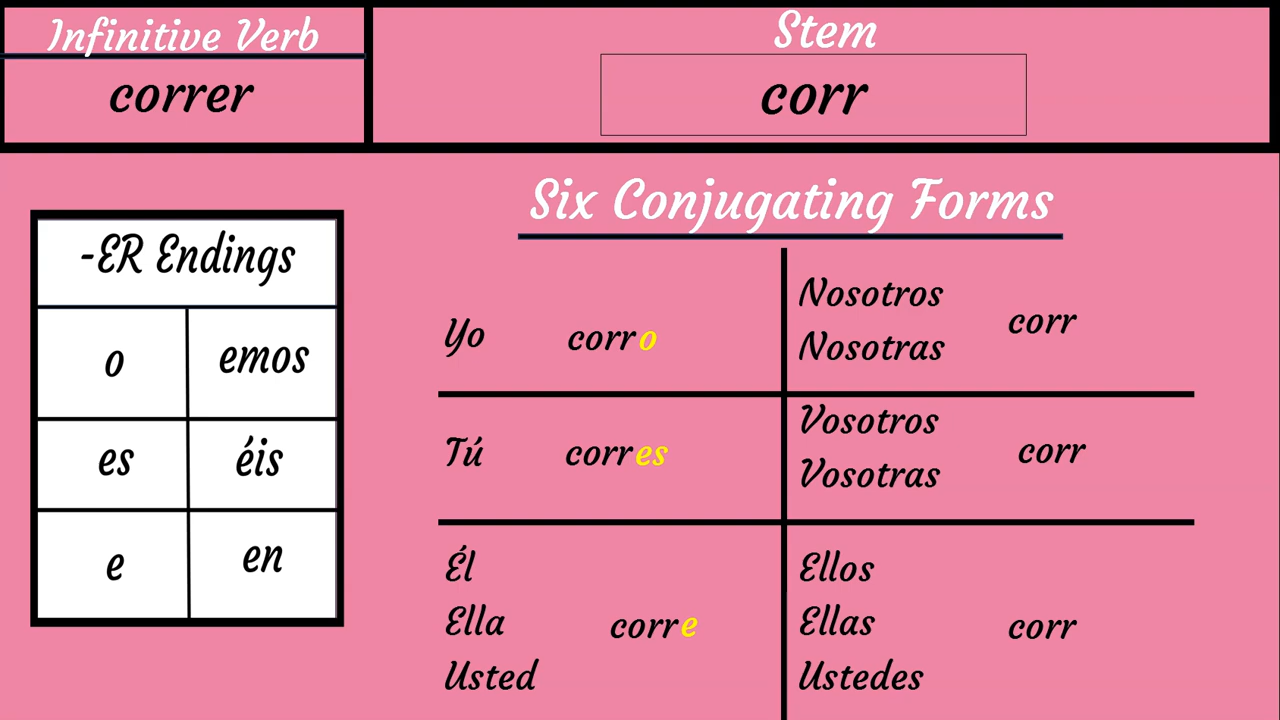 Infinitive Verb
correr
Stem
corr
-ER Endings
o emos
es éis
e en
Six Conjugating Forms
Yo corro
Nosotros
Nosotras
corr
Tú corres
Vosotros
Vosotras
corr
Él
Ella
Usted
corre
Ellos
Ellas
Ustedes
corr